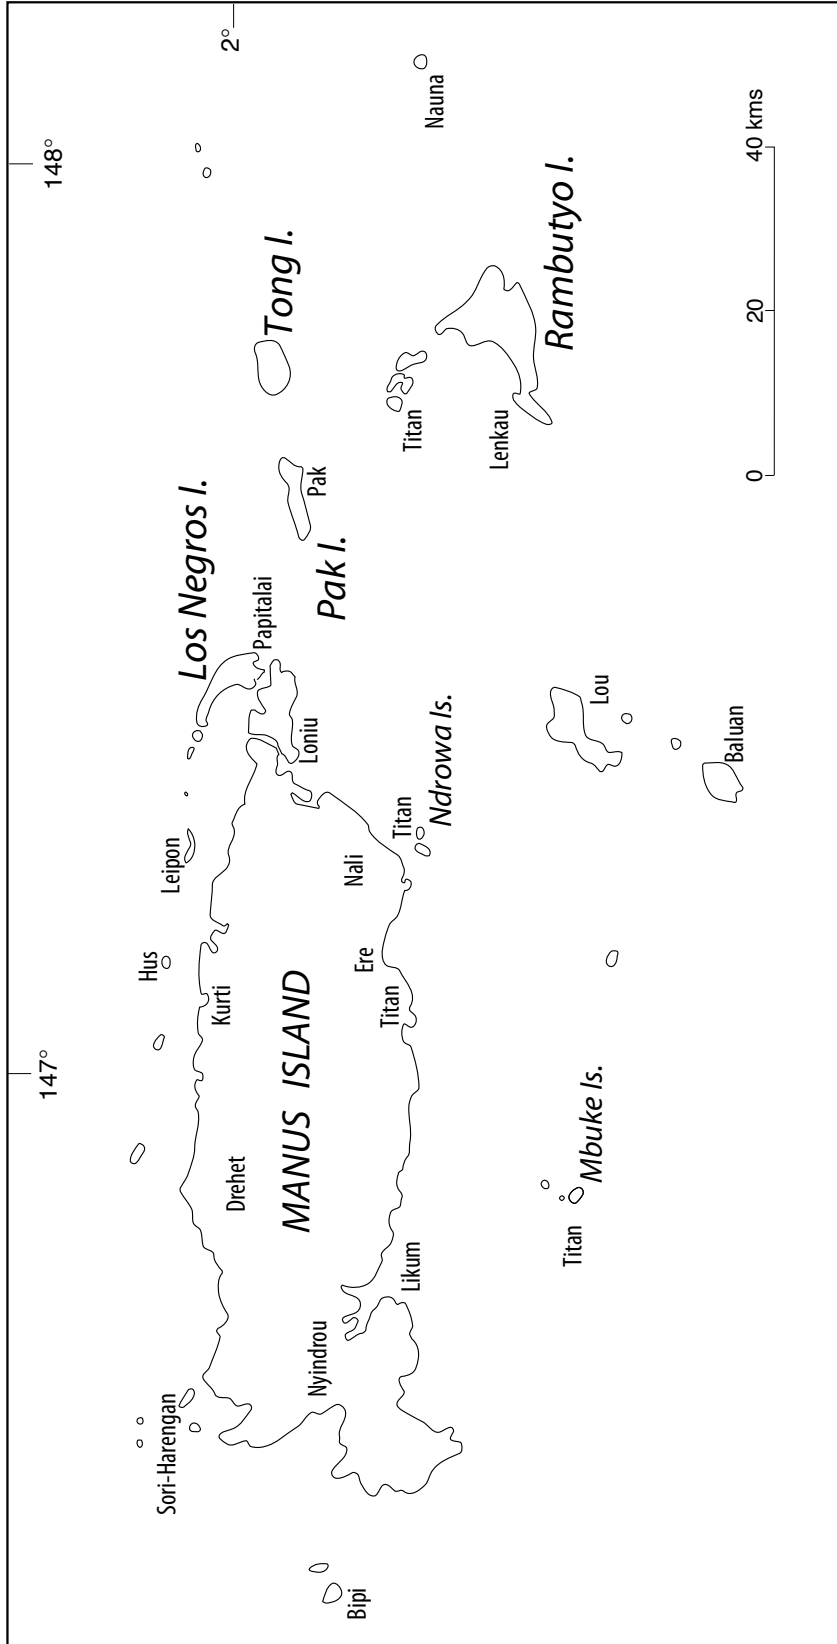 147°
148°
2°
Sori-Harengan
Hus
Leipon
Los Negros I.
Kurti
Drehet
Papitalai
Tong I.
MANUS ISLAND
Loniu
Pak
Pak I.
Nyindrou
Bipi
Nali
Ere
Titan
Likum
Titan
Ndrowa Is.
Titan
Nauna
Lenkau
Rambutyo I.
Lou
Titan
Mbuke Is.
Baluan
0
20
40 kms